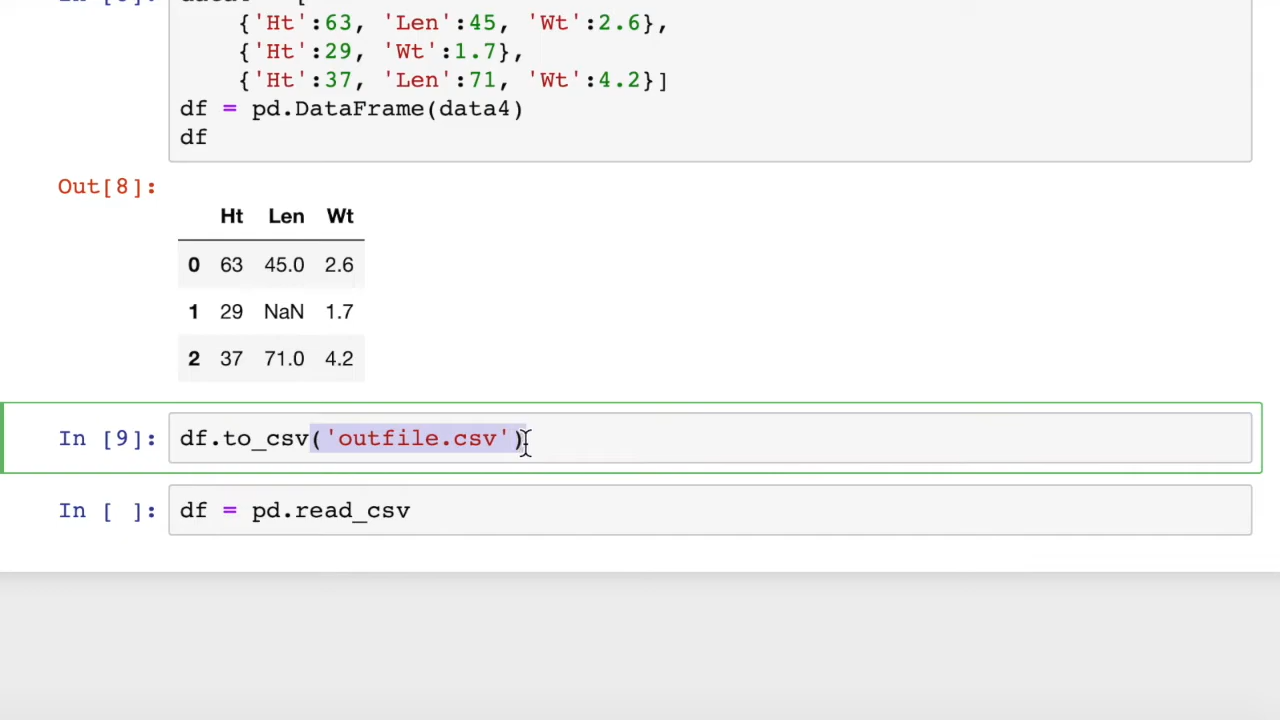 {'Ht':63, 'Len':45, 'Wt':2.6},
{'Ht':29, 'Wt':1.7},
{'Ht':37, 'Len':71, 'Wt':4.2}]
df = pd.DataFrame(data4)
df
Out[8]:
Ht Len Wt
0 63 45.0 2.6
1 29 NaN 1.7
2 37 71.0 4.2
In [9]: df.to_csv('outfile.csv')
In [ ]: df = pd.read_csv